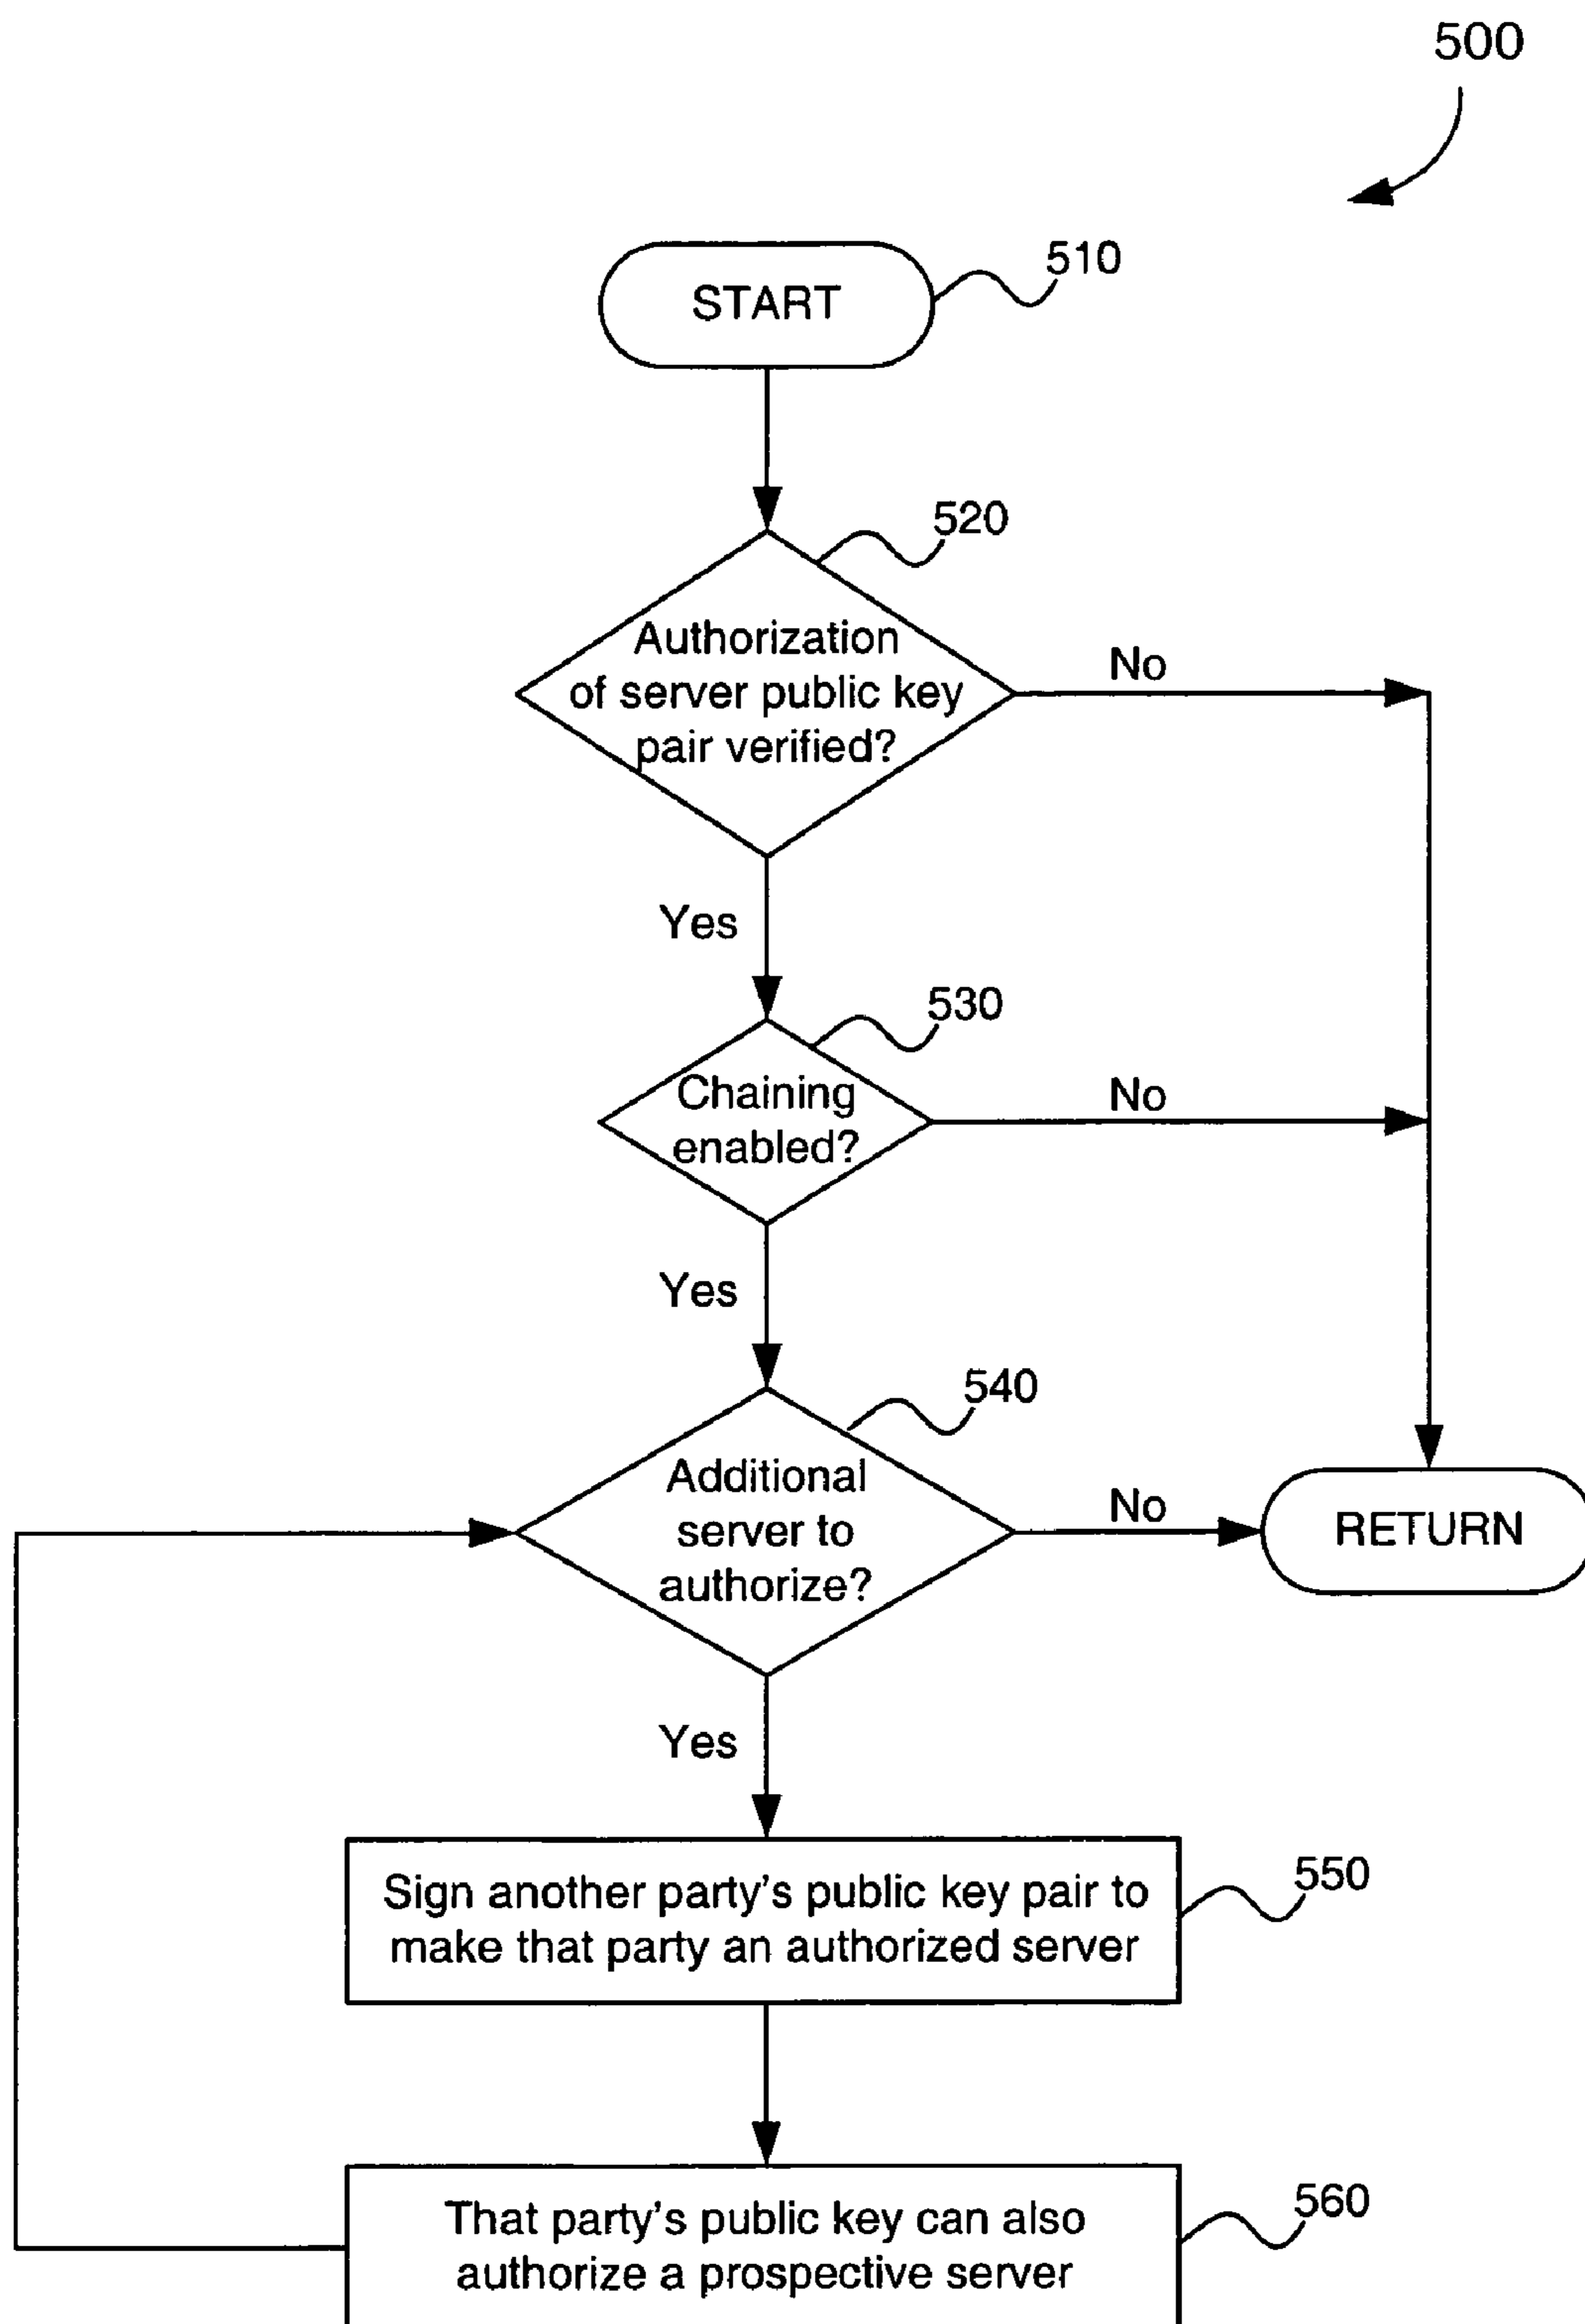 500
START
510
520
Authorization
of server public key
pair verified?
No
Yes
530
Chaining
enabled?
No
Yes
540
Additional
server to
authorize?
No
RETURN
Yes
Sign another party's public key pair to
make that party an authorized server
550
That party's public key can also
authorize a prospective server
560